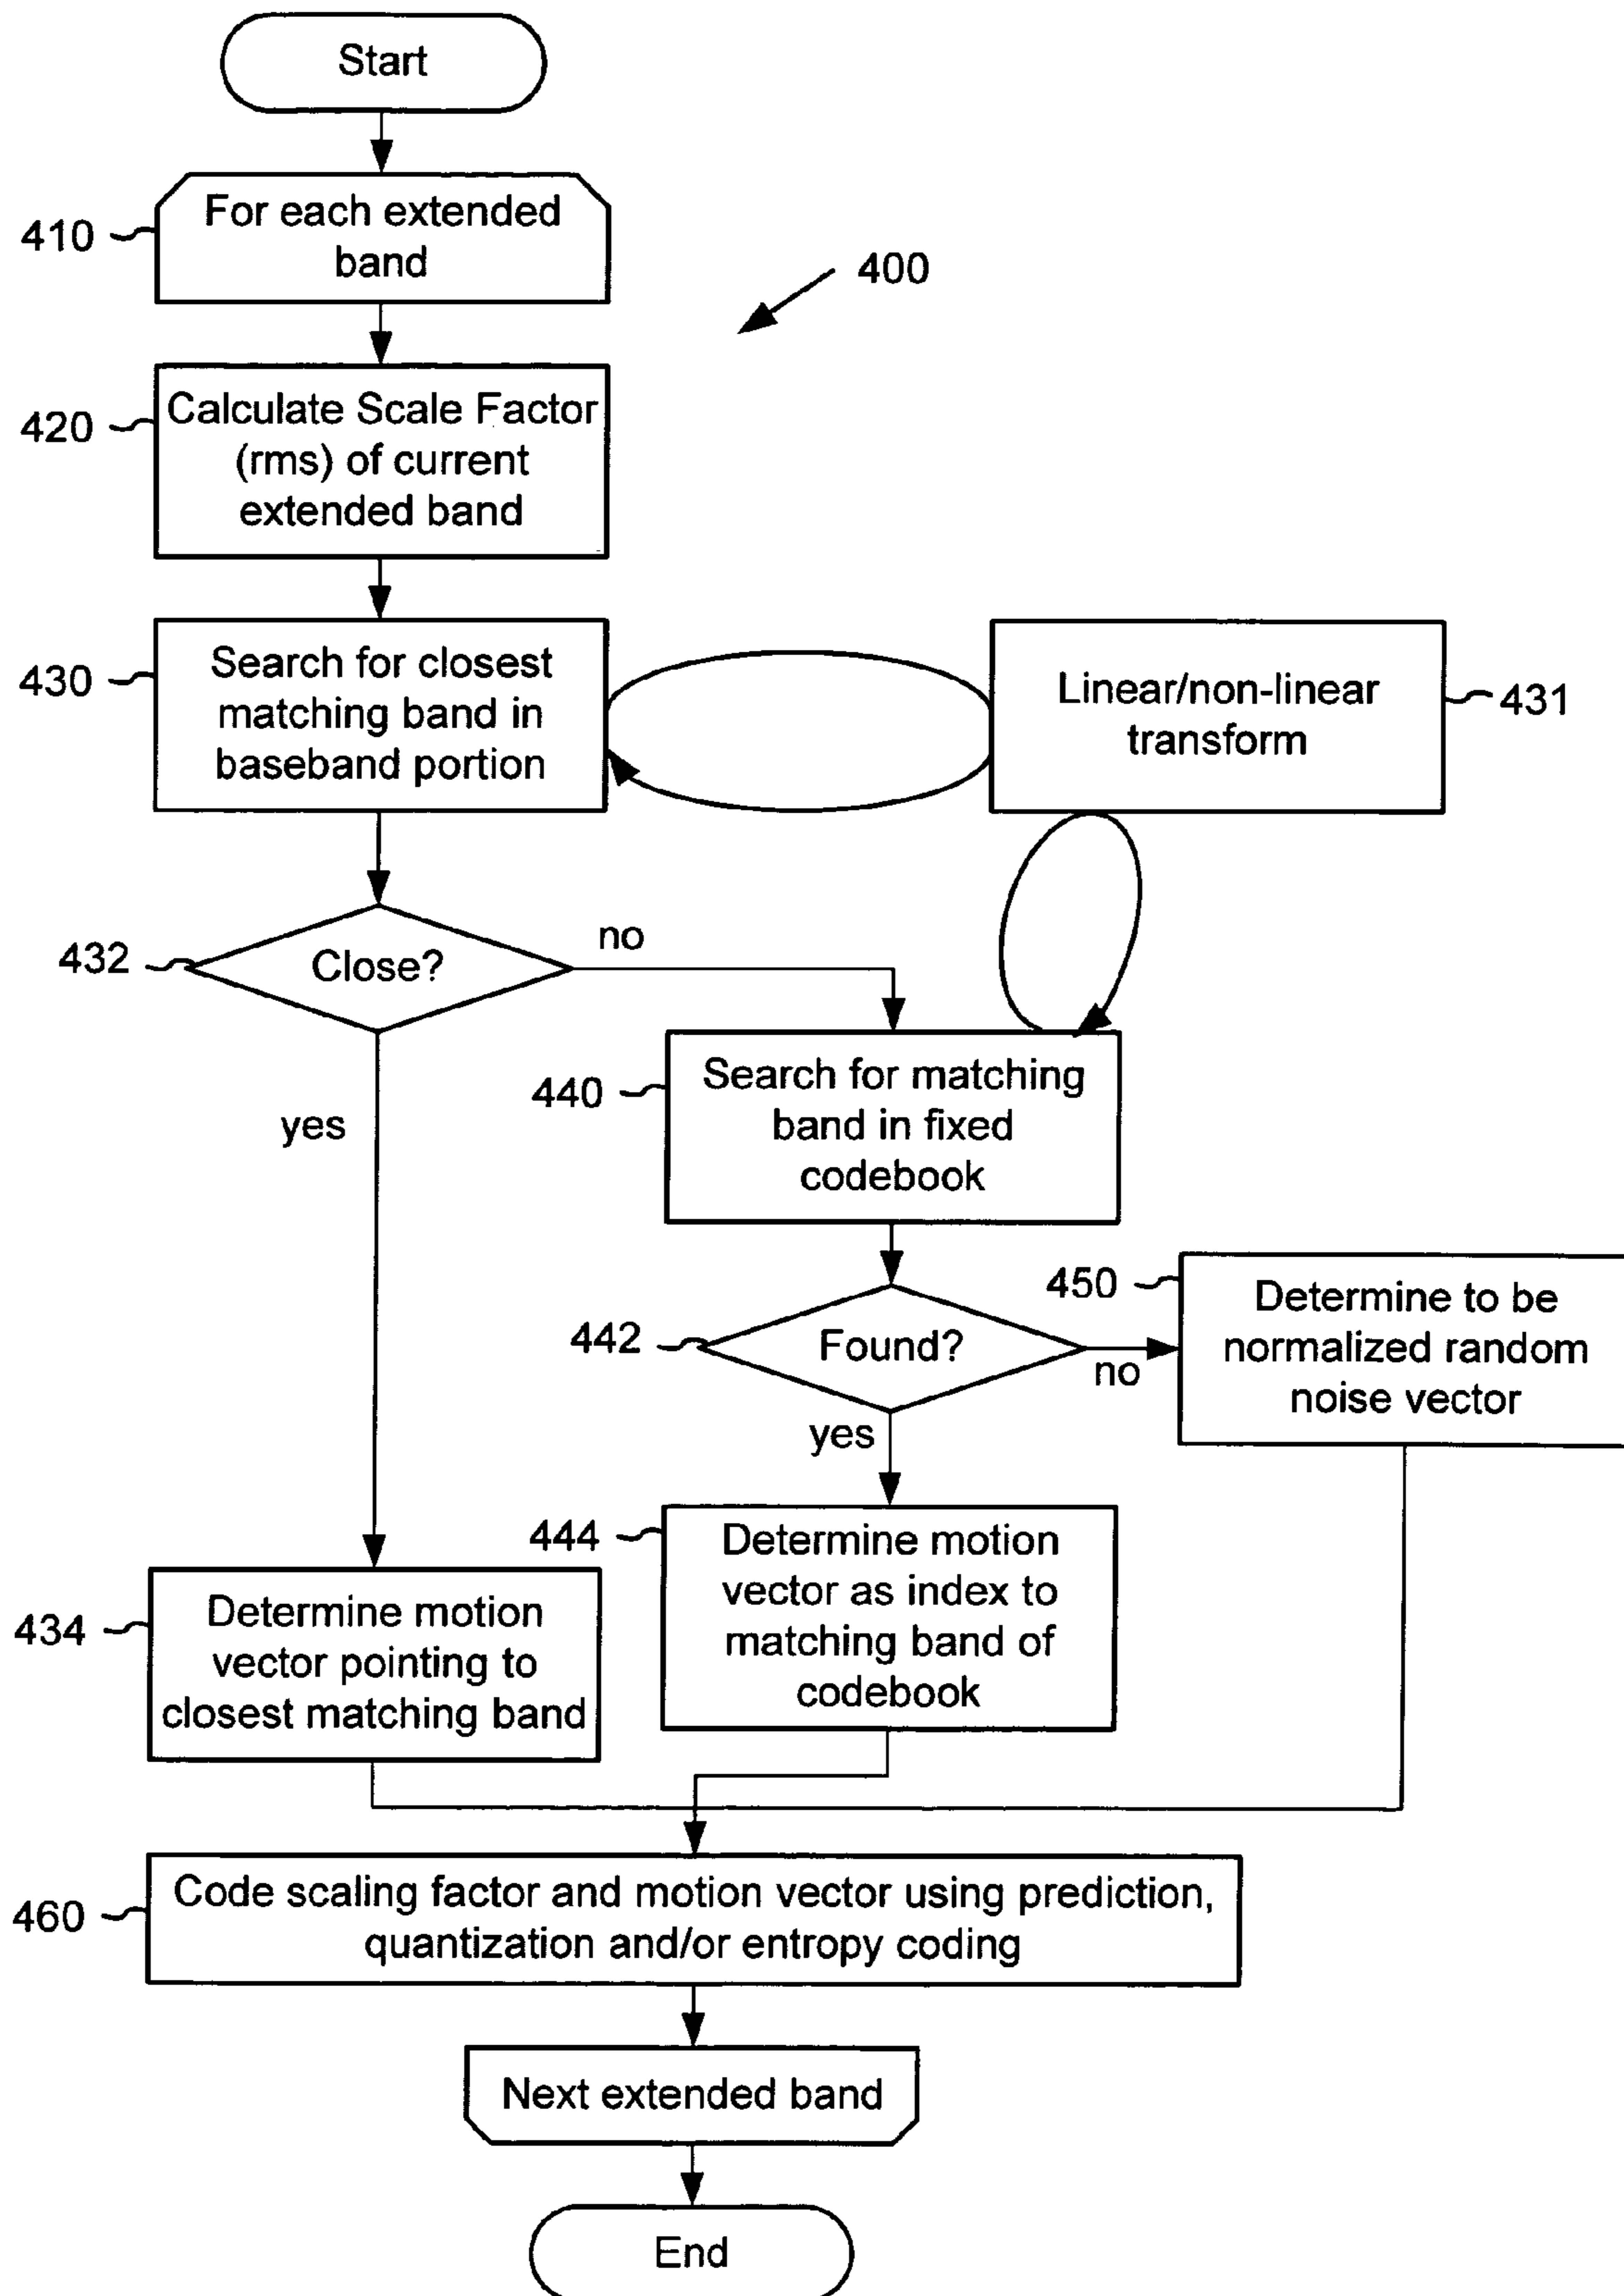 Start
410
For each extended
band
400
420
Calculate Scale Factor
(rms) of current
extended band
430
Search for closest
matching band in
baseband portion
Linear/non-linear
transform
431
432
Close?
no
yes
440
Search for matching
band in fixed
codebook
442
Found?
no
yes
450
Determine to be
normalized random
noise vector
444
Determine motion
vector as index to
matching band of
codebook
434
Determine motion
vector pointing to
closest matching band
460
Code scaling factor and motion vector using prediction,
quantization and/or entropy coding
Next extended band
End